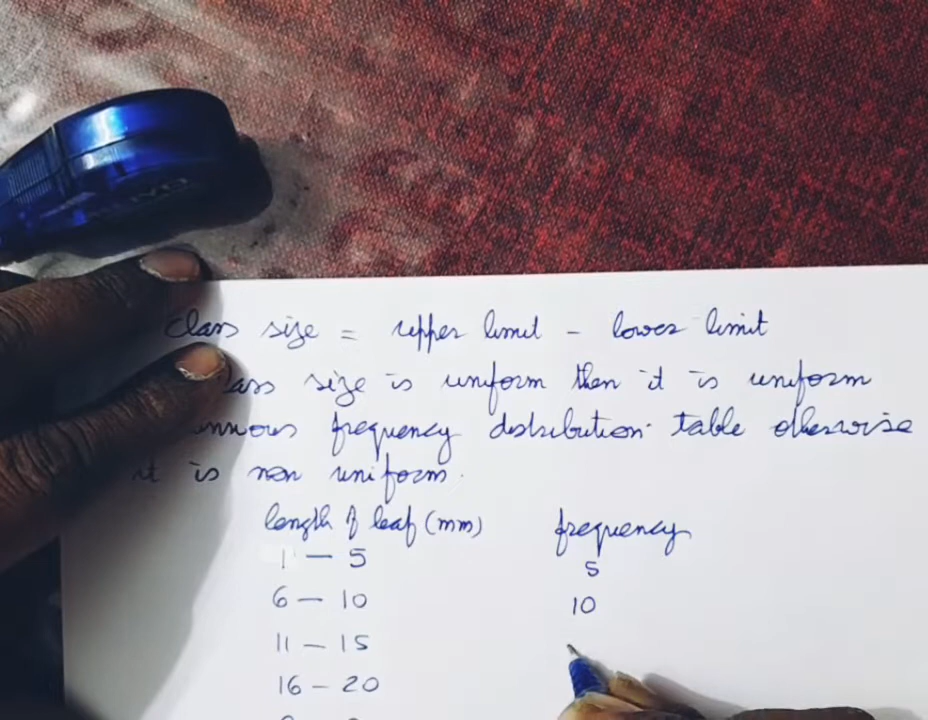 class size = upper limit - lower limit
size is uniform then it is uniform
frequency distribution table otherwise
it is non uniform.
length of leaf (mm) frequency
1 - 5 5
6 - 10 10
11 - 15
16 - 20